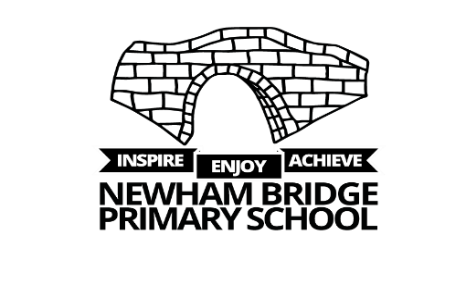 INSPIRE ENJOY ACHIEVE
NEWHAM BRIDGE
PRIMARY SCHOOL